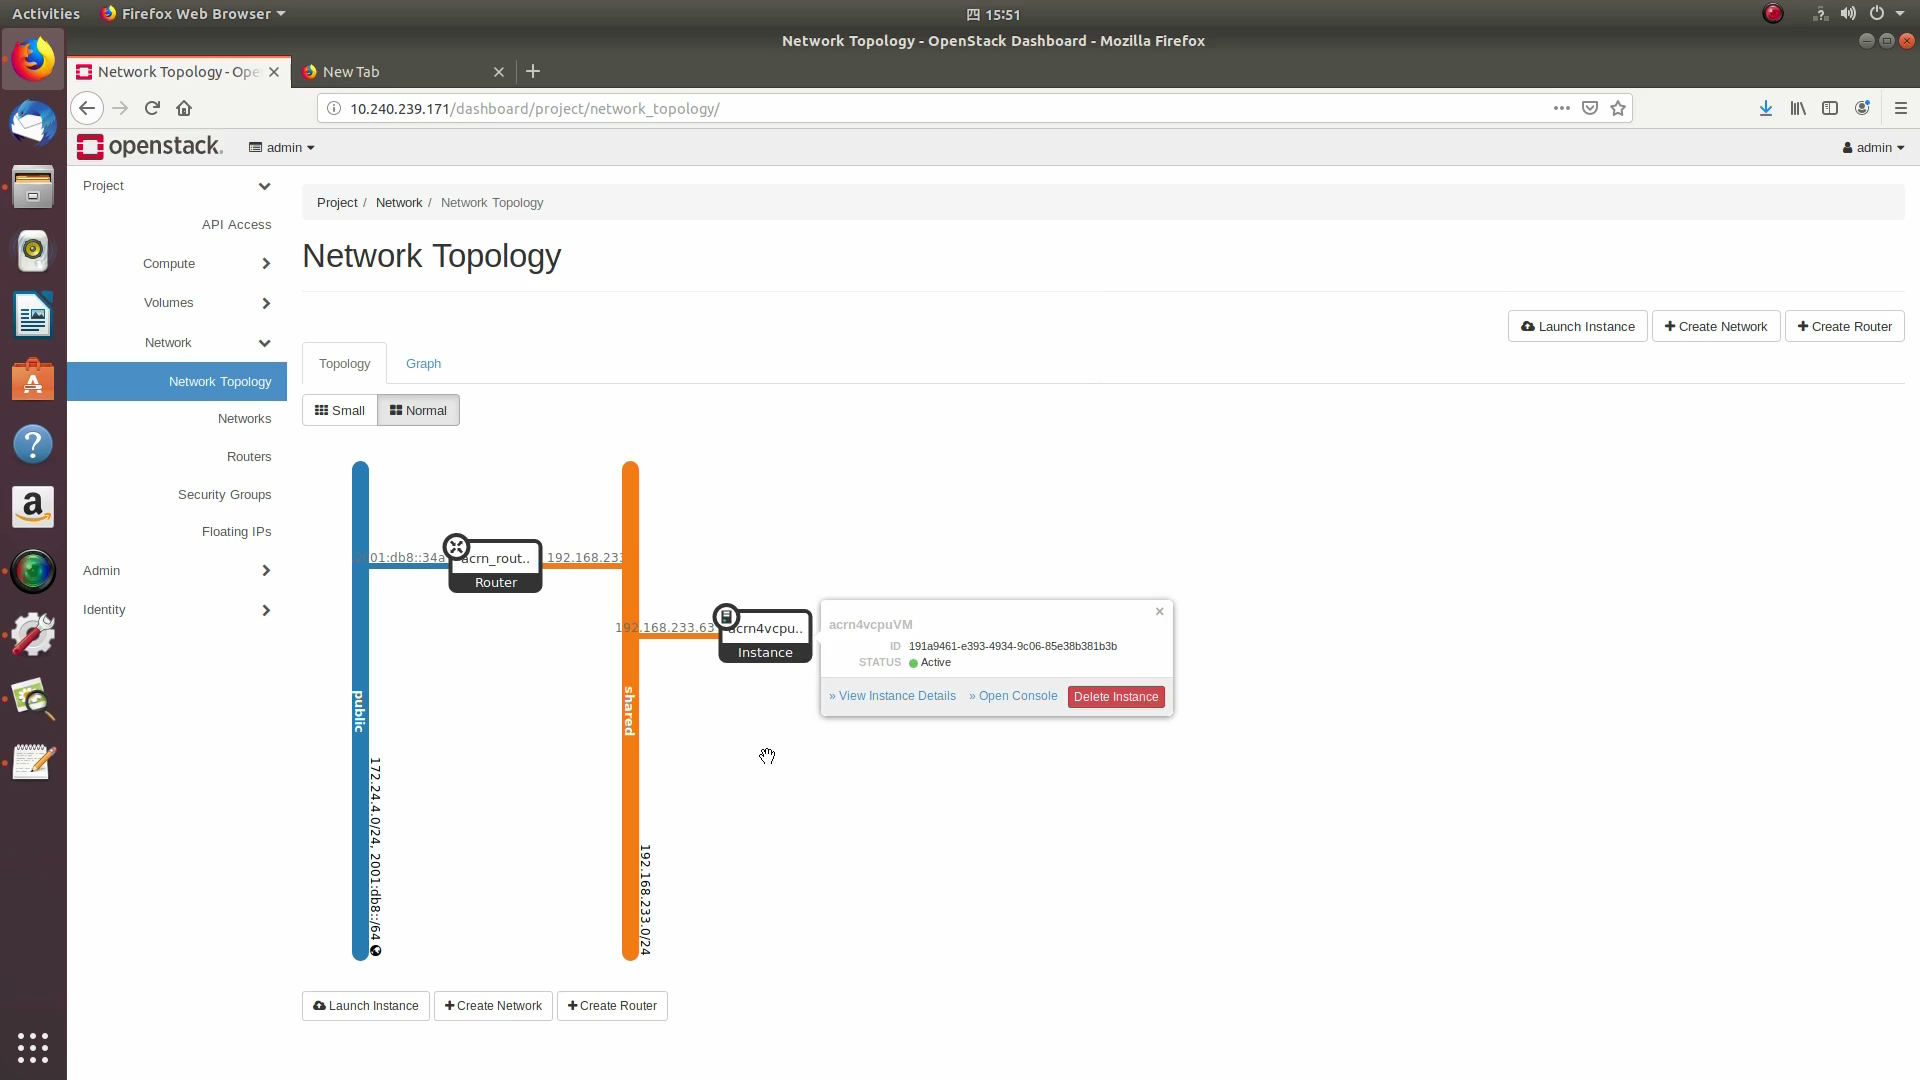 Activities Firefox Web Browser 四 15:51
Network Topology - OpenStack Dashboard - Mozilla Firefox
Network Topology - Ope New Tab
10.240.239.171/dashboard/project/network_topology/
openstack. admin admin
Project
API Access
Compute
Volumes
Network
Network Topology
Networks
Routers
Security Groups
Floating IPs
Admin
Identity
Project / Network / Network Topology
Network Topology
Launch Instance Create Network Create Router
Topology Graph
Small Normal
01:db8::34a acrn_rout.. 192.168.233
Router
192.168.233.63 acrn4vcpu..
Instance
acrn4vcpuVM
ID 191a9461-e393-4934-9c06-85e38b381b3b
STATUS Active
» View Instance Details » Open Console Delete Instance
public
shared
172.24.4.0/24, 2001:db8::/64
192.168.233.0/24
Launch Instance Create Network Create Router